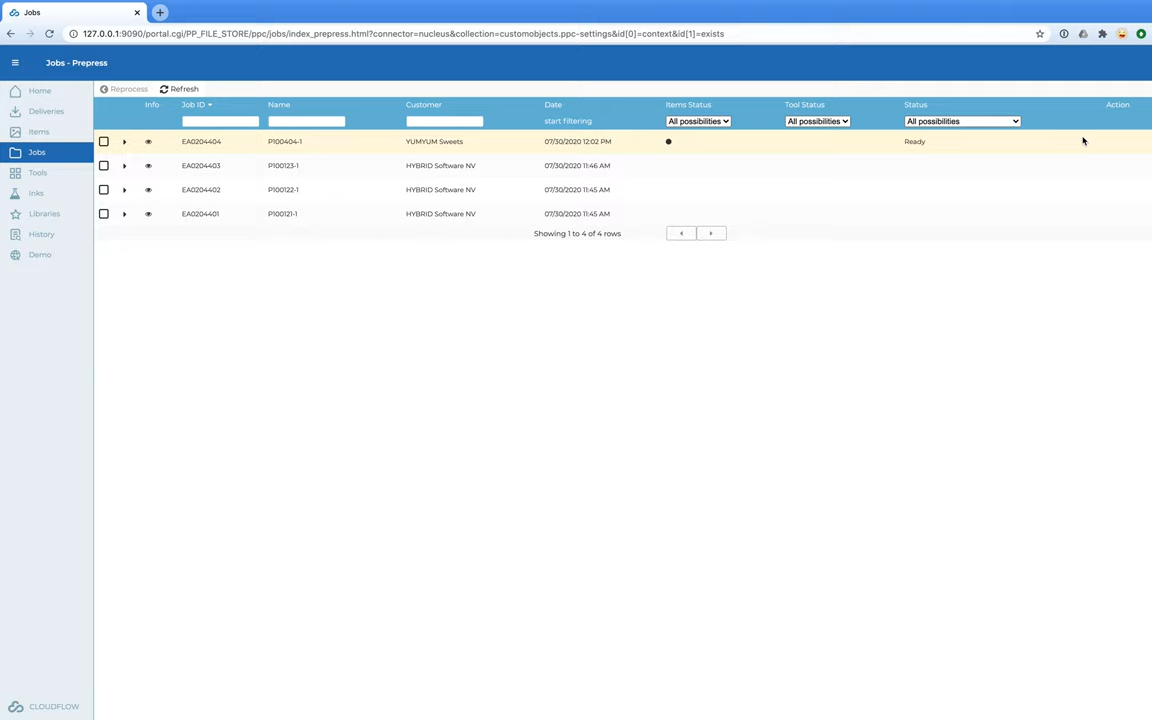 Jobs
127.0.0.1:9090/portal.cgi/PP_FILE_STORE/ppc/jobs/index_prepress.html?connector=nucleus&collection=customobjects.ppc-settings&id[0]=context&id[1]=exists
Jobs - Prepress
Home
Deliveries
Items
Jobs
Tools
Inks
Libraries
History
Demo
CLOUDFLOW
Reprocess Refresh
Info Job ID Name Customer Date Items Status Tool Status Status Action
start filtering All possibilities All possibilities All possibilities
EA0204404 P100404-1 YUMYUM Sweets 07/30/2020 12:02 PM Ready
EA0204403 P100123-1 HYBRID Software NV 07/30/2020 11:46 AM
EA0204402 P100122-1 HYBRID Software NV 07/30/2020 11:45 AM
EA0204401 P100121-1 HYBRID Software NV 07/30/2020 11:45 AM
Showing 1 to 4 of 4 rows